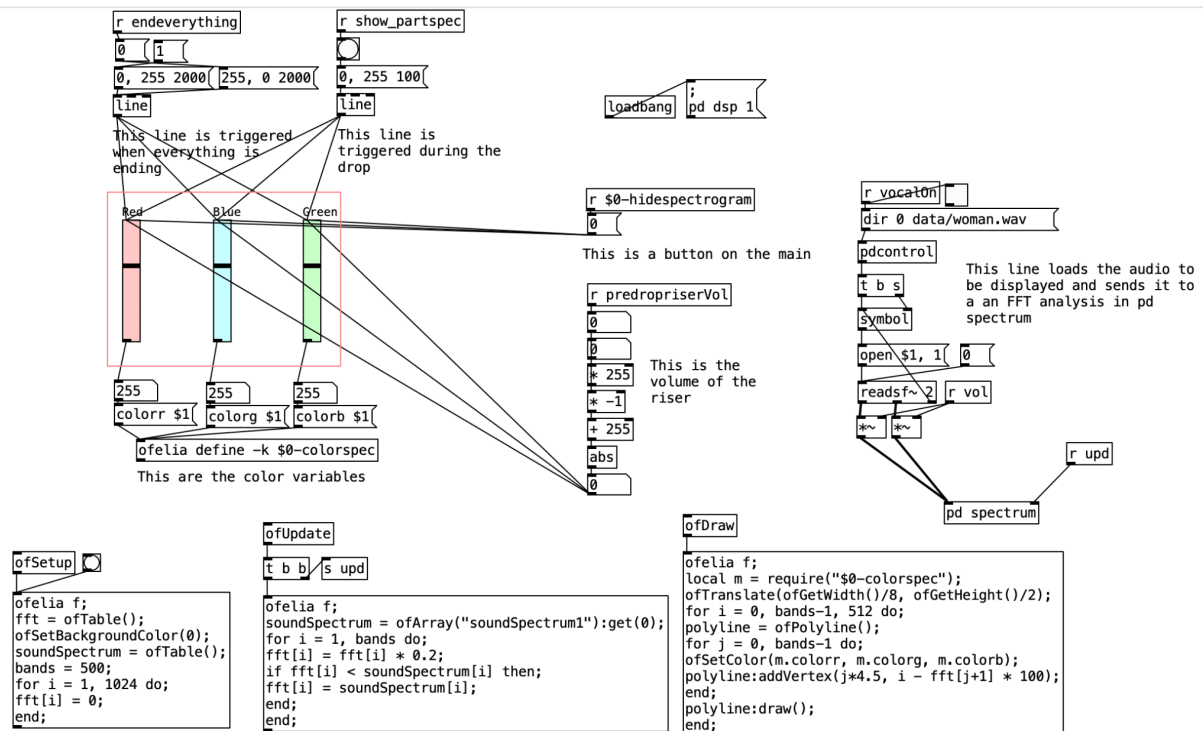 r endeverything
r show_partspec
0
1
0, 255 2000
255, 0 2000
0, 255 100
line
line
This line is triggered
when everything is
ending
This line is
triggered during the
drop
loadbang
;
pd dsp 1
Red
Blue
Green
r $0-hidespectrogram
0
This is a button on the main
r vocalOn
dir 0 data/woman.wav
pdcontrol
t b s
symbol
open $1, 1
0
readsf~ 2
r vol
*~
*~
This line loads the audio to
be displayed and sends it to
a an FFT analysis in pd
spectrum
r predropriserVol
0
0
* 255
* -1
+ 255
abs
0
This is the
volume of the
riser
255
255
255
colorr $1
colorg $1
colorb $1
ofelia define -k $0-colorspec
This are the color variables
r upd
pd spectrum
ofSetup
ofelia f;
fft = ofTable();
ofSetBackgroundColor(0);
soundSpectrum = ofTable();
bands = 500;
for i = 1, 1024 do;
fft[i] = 0;
end;
ofUpdate
t b b
s upd
ofelia f;
soundSpectrum = ofArray("soundSpectrum1"):get(0);
for i = 1, bands do;
fft[i] = fft[i] * 0.2;
if fft[i] < soundSpectrum[i] then;
fft[i] = soundSpectrum[i];
end;
end;
ofDraw
ofelia f;
local m = require("$0-colorspec");
ofTranslate(ofGetWidth()/8, ofGetHeight()/2);
for i = 0, bands-1, 512 do;
polyline = ofPolyline();
for j = 0, bands-1 do;
ofSetColor(m.colorr, m.colorg, m.colorb);
polyline:addVertex(j*4.5, i - fft[j+1] * 100);
end;
polyline:draw();
end;